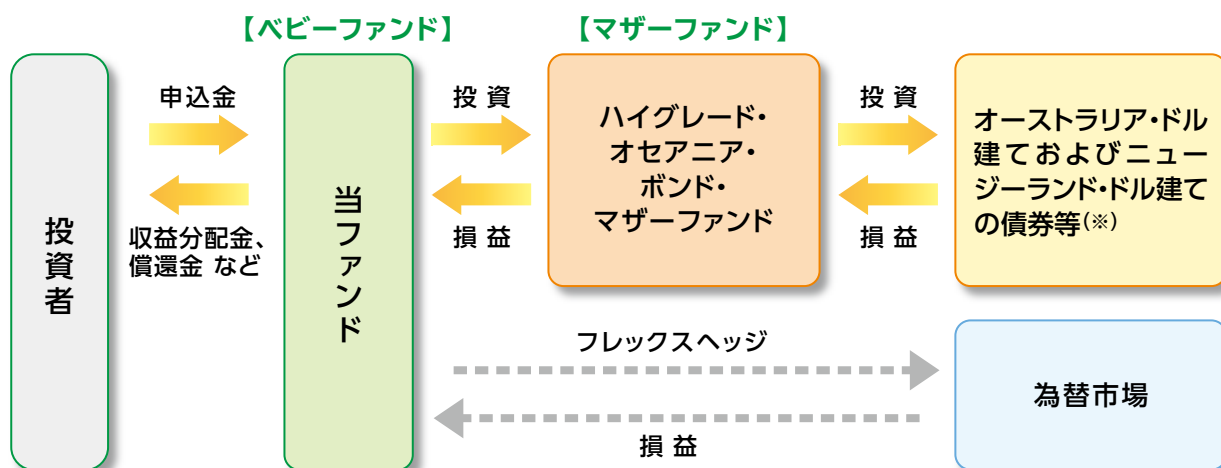 【ベビーファンド】
【マザーファンド】
投資者
申込金
収益分配金、
償還金 など
当ファンド
投 資
損 益
ハイグレード・
オセアニア・
ボンド・
マザーファンド
投 資
損 益
オーストラリア・ドル
建ておよびニュー
ジーランド・ドル建て
の債券等(※)
フレックスヘッジ
損 益
為替市場